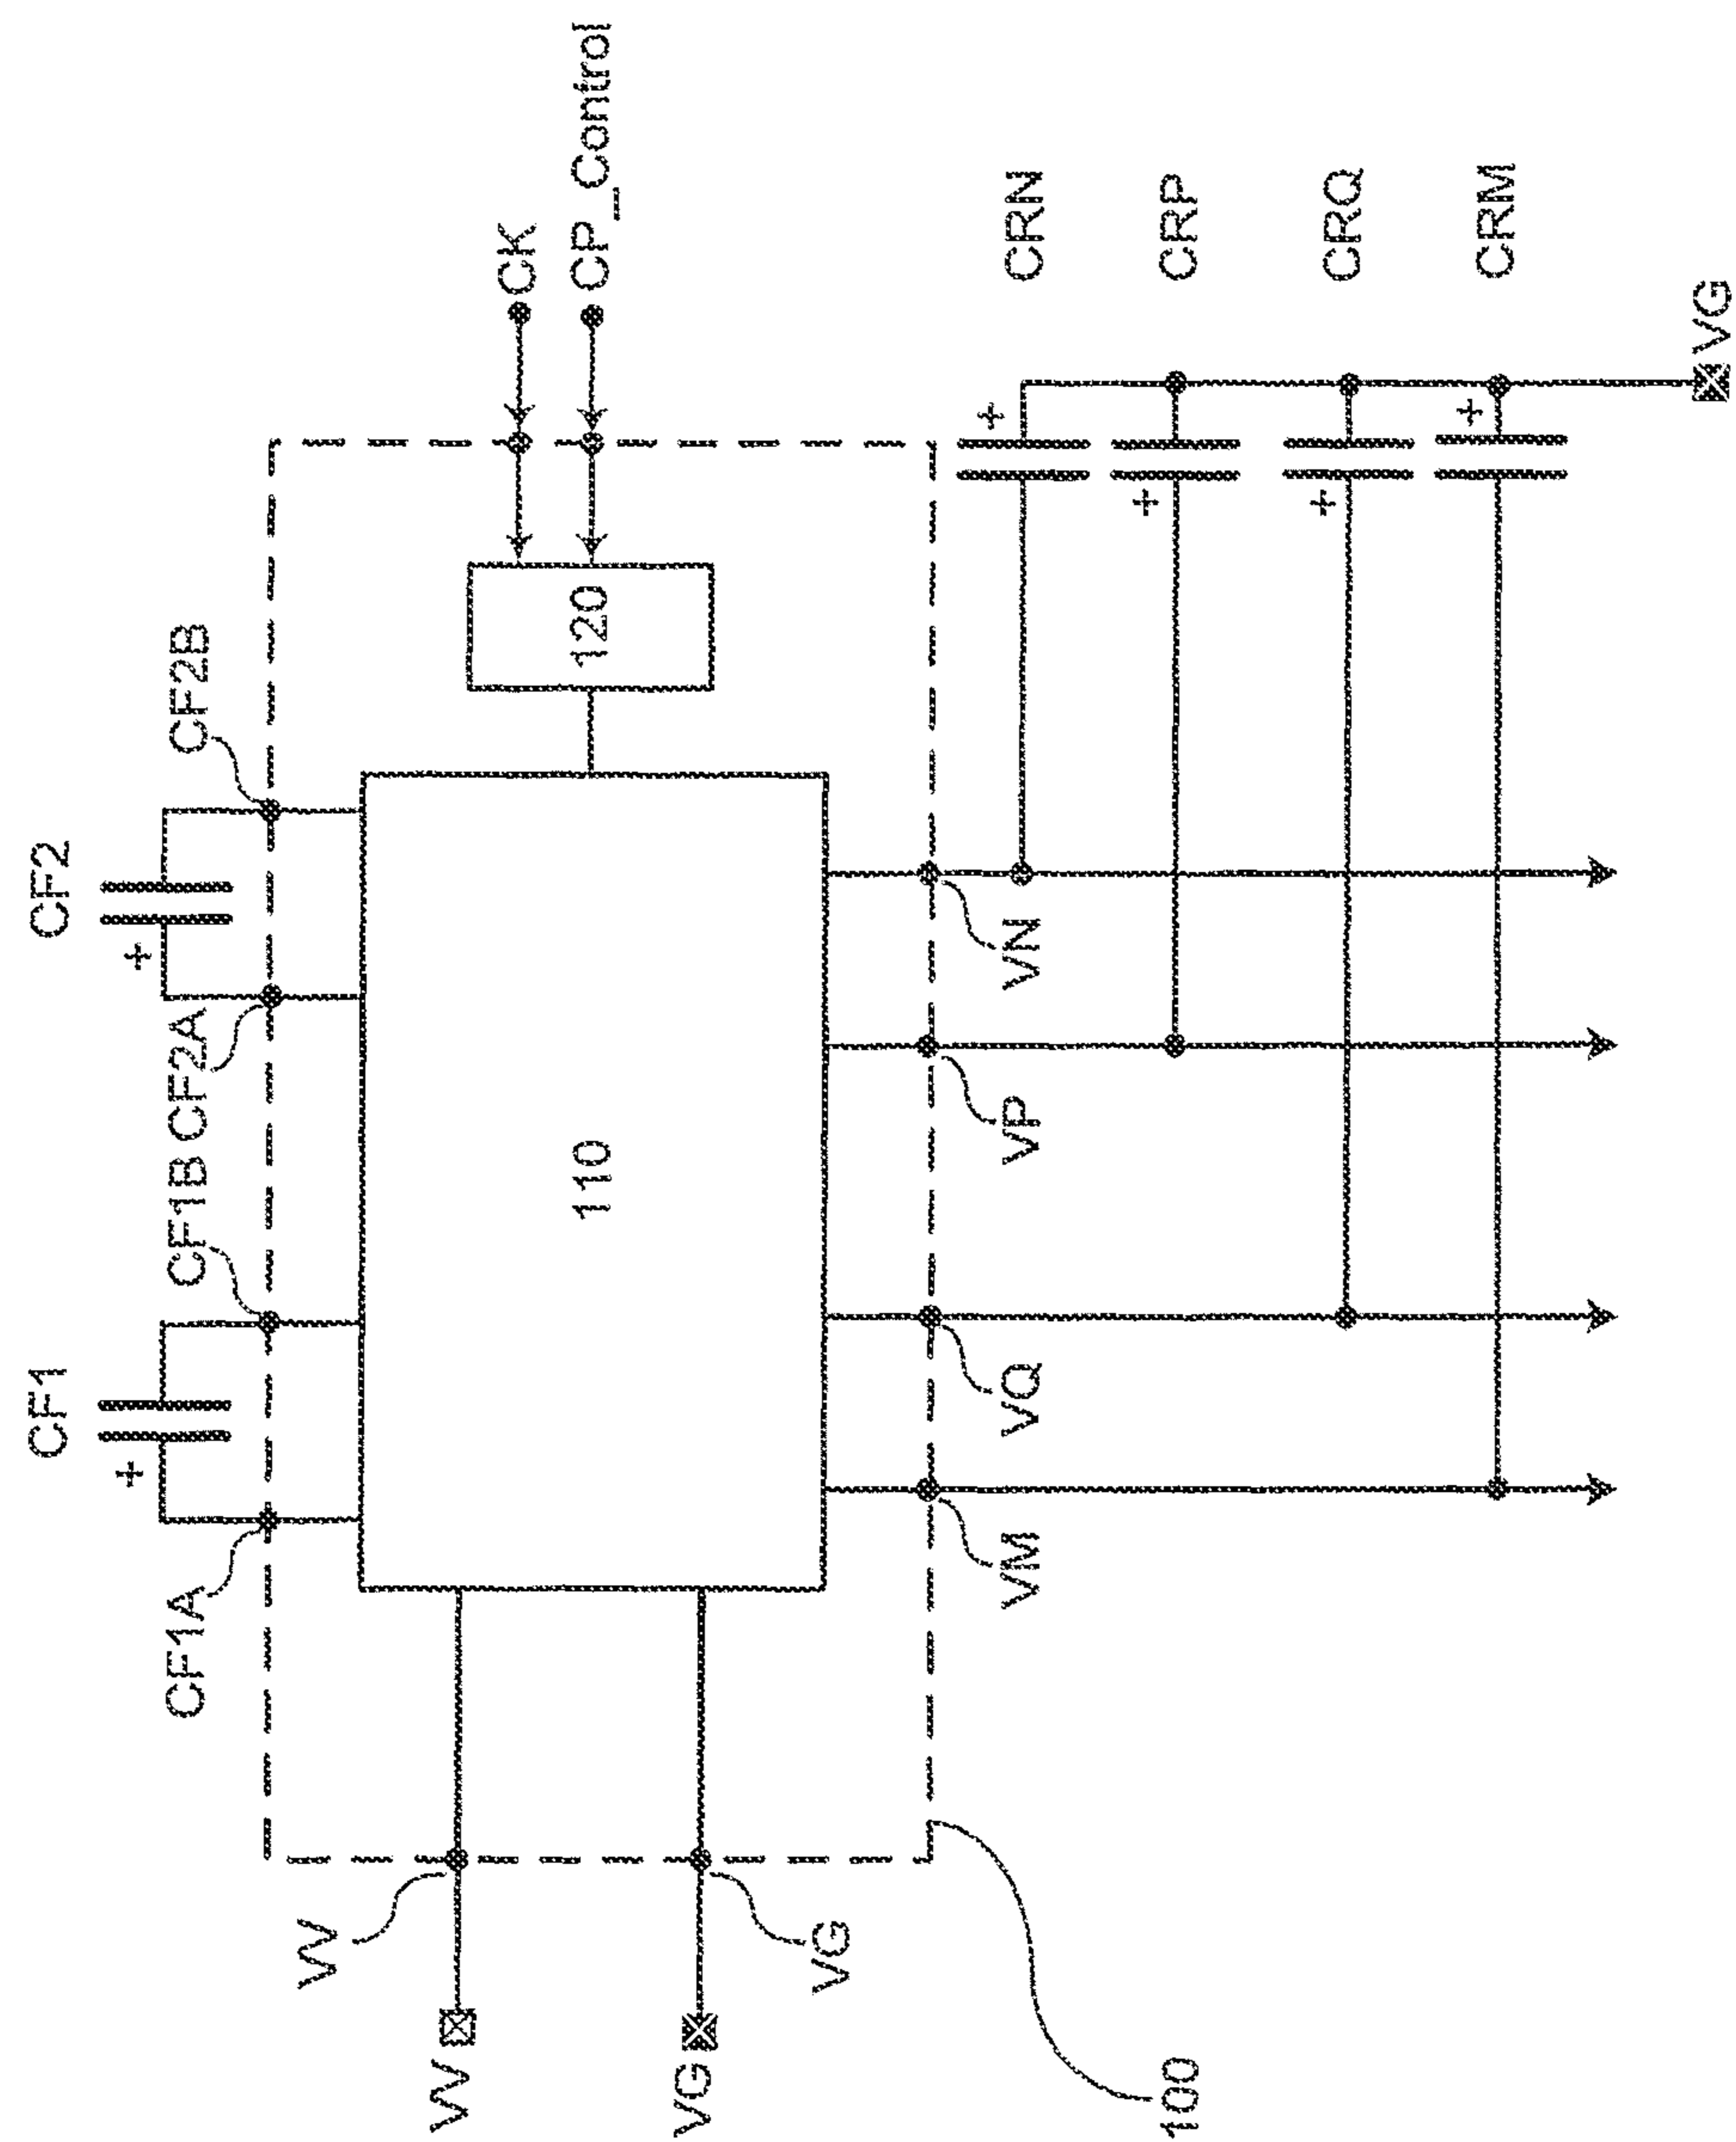 CF1
CF2
CF1A
CF1B
CF2A
CF2B
VV
VV
VG
VG
110
120
CK
CP_Control
VM
VQ
VP
VN
CRN
CRP
CRQ
CRM
VG
100